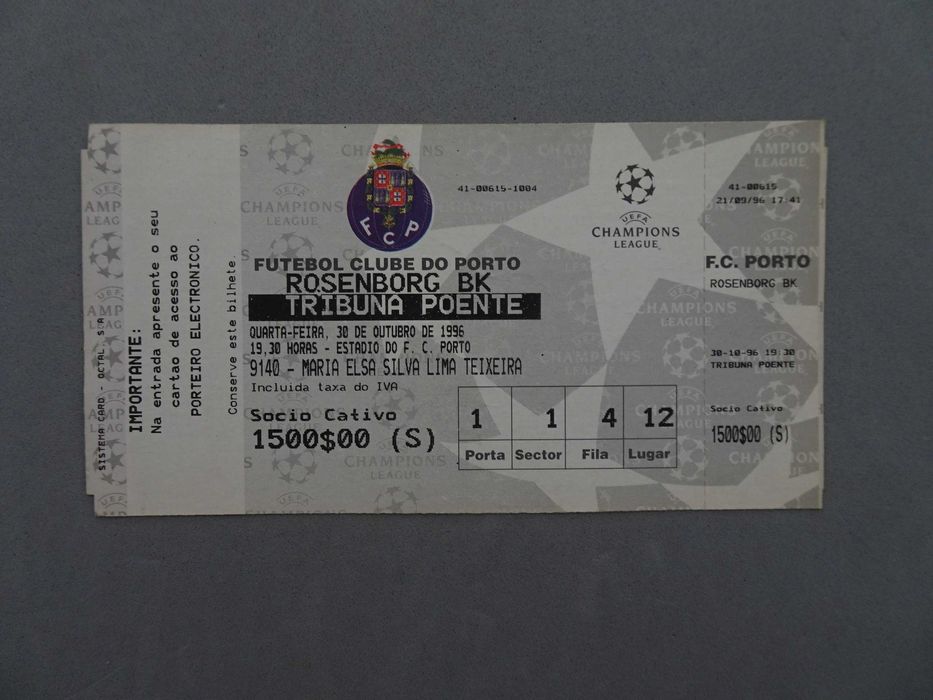 SISTEMA CARD - OCTAL, S.A
IMPORTANTE:
Na entrada apresente o seu
cartao de acesso ao
PORTEIRO ELECTRONICO.
Conserve este bilhete.
F C P
41-00615-1004
FUTEBOL CLUBE DO PORTO
ROSENBORG BK
TRIBUNA POENTE
QUARTA-FEIRA, 30 DE OUTUBRO DE 1996
19,30 HORAS - ESTADIO DO F. C. PORTO
9140 - MARIA ELSA SILVA LIMA TEIXEIRA
Incluida taxa do IVA
Socio Cativo
1500$00 (S)
1 1 4 12
Porta Sector Fila Lugar
UEFA
CHAMPIONS
LEAGUE
41-00615
21/09/96 17:41
F.C. PORTO
ROSENBORG BK
30-10-96 19:30
TRIBUNA POENTE
Socio Cativo
1500$00 (S)